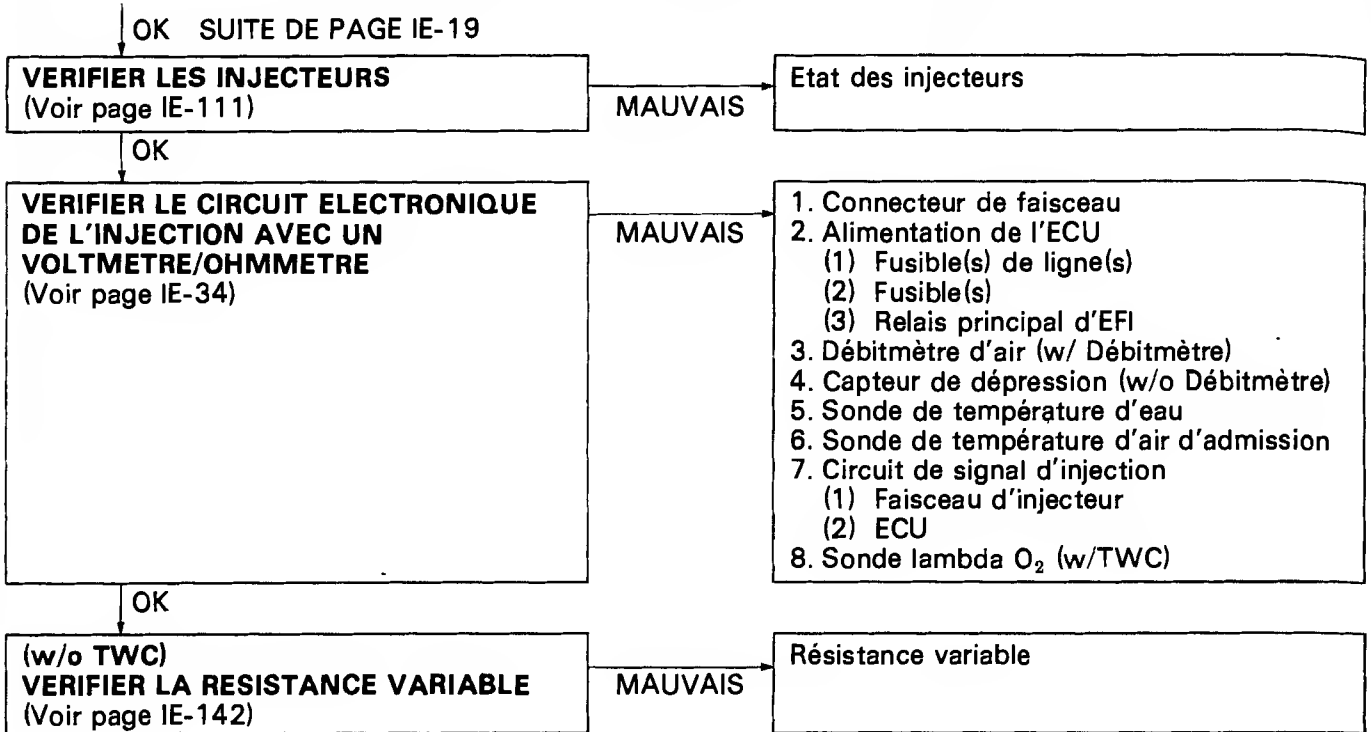 OK SUITE DE PAGE IE-19
VERIFIER LES INJECTEURS
(Voir page IE-111)
MAUVAIS
Etat des injecteurs
OK
VERIFIER LE CIRCUIT ELECTRONIQUE
DE L'INJECTION AVEC UN
VOLTMETRE/OHMMETRE
(Voir page IE-34)
MAUVAIS
1. Connecteur de faisceau
2. Alimentation de l'ECU
(1) Fusible(s) de ligne(s)
(2) Fusible(s)
(3) Relais principal d'EFI
3. Débitmètre d'air (w/ Débitmètre)
4. Capteur de dépression (w/o Débitmètre)
5. Sonde de température d'eau
6. Sonde de température d'air d'admission
7. Circuit de signal d'injection
(1) Faisceau d'injecteur
(2) ECU
8. Sonde lambda O₂ (w/TWC)
OK
(w/o TWC)
VERIFIER LA RESISTANCE VARIABLE
(Voir page IE-142)
MAUVAIS
Résistance variable